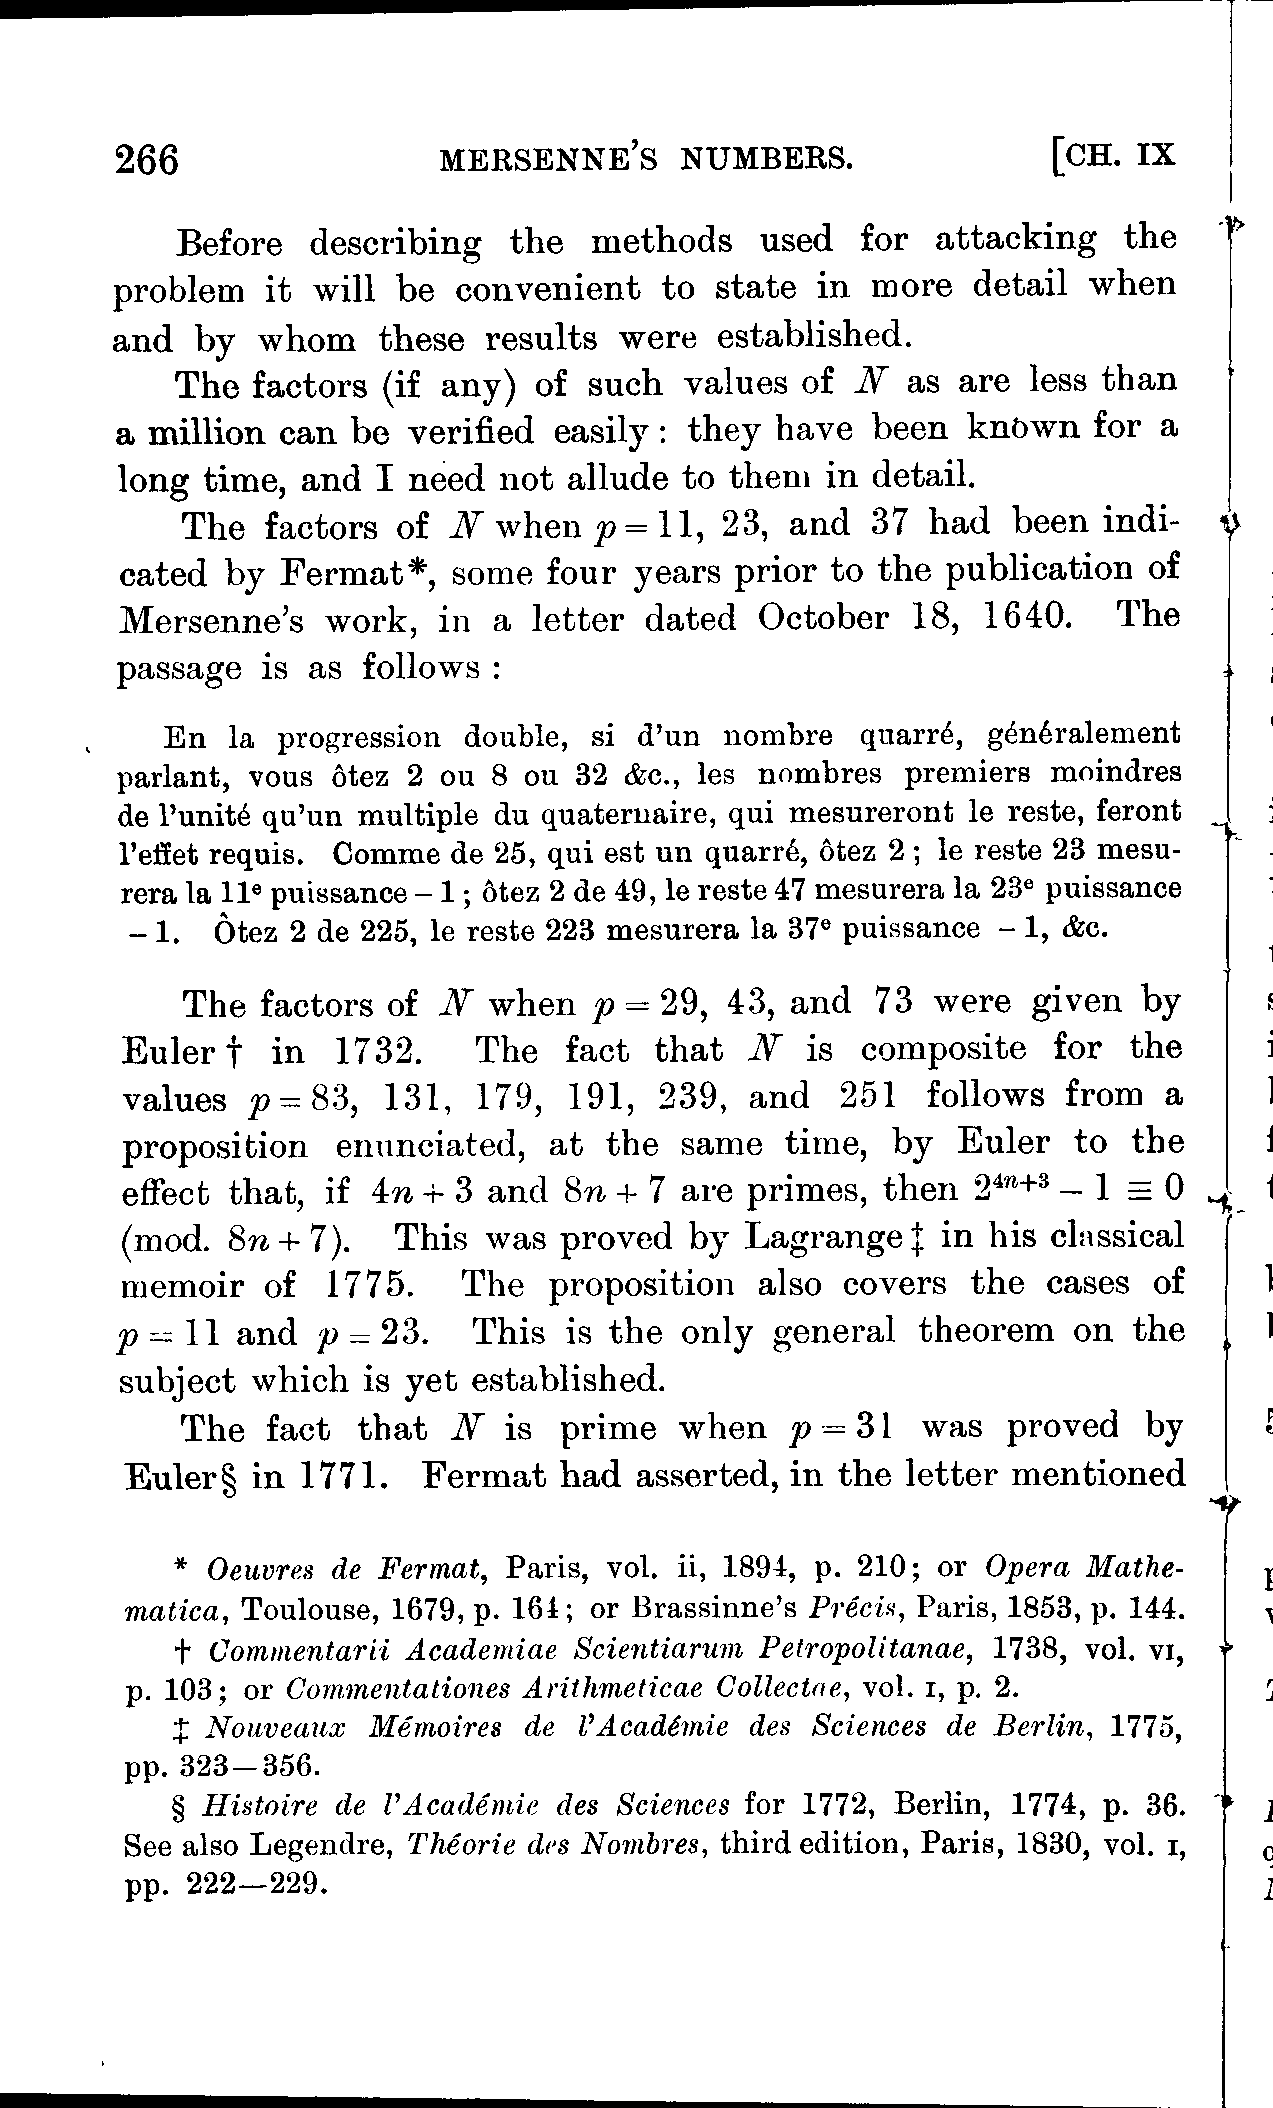 266 MERSENNE'S NUMBERS. [CH. IX
Before describing the methods used for attacking the
problem it will be convenient to state in more detail when
and by whom these results were established.
The factors (if any) of such values of N as are less than
a million can be verified easily: they have been known for a
long time, and I need not allude to them in detail.
The factors of N when p = 11, 23, and 37 had been indi-
cated by Fermat*, some four years prior to the publication of
Mersenne's work, in a letter dated October 18, 1640. The
passage is as follows :
En la progression double, si d'un nombre quarré, généralement
parlant, vous ôtez 2 ou 8 ou 32 &c., les nombres premiers moindres
de l'unité qu'un multiple du quaternaire, qui mesureront le reste, feront
l'effet requis. Comme de 25, qui est un quarré, ôtez 2; le reste 23 mesu-
rera la 11ᵉ puissance – 1; ôtez 2 de 49, le reste 47 mesurera la 23ᵉ puissance
– 1. Ôtez 2 de 225, le reste 223 mesurera la 37ᵉ puissance – 1, &c.
The factors of N when p = 29, 43, and 73 were given by
Euler† in 1732. The fact that N is composite for the
values p = 83, 131, 179, 191, 239, and 251 follows from a
proposition enunciated, at the same time, by Euler to the
effect that, if 4n + 3 and 8n + 7 are primes, then 2⁴ⁿ⁺³ – 1 ≡ 0
(mod. 8n + 7). This was proved by Lagrange‡ in his classical
memoir of 1775. The proposition also covers the cases of
p = 11 and p = 23. This is the only general theorem on the
subject which is yet established.
The fact that N is prime when p = 31 was proved by
Euler§ in 1771. Fermat had asserted, in the letter mentioned
* Oeuvres de Fermat, Paris, vol. ii, 1894, p. 210; or Opera Mathe-
matica, Toulouse, 1679, p. 164; or Brassinne's Précis, Paris, 1853, p. 144.
† Commentarii Academiae Scientiarum Petropolitanae, 1738, vol. VI,
p. 103; or Commentationes Arithmeticae Collectae, vol. I, p. 2.
‡ Nouveaux Mémoires de l'Académie des Sciences de Berlin, 1775,
pp. 323—356.
§ Histoire de l'Académie des Sciences for 1772, Berlin, 1774, p. 36.
See also Legendre, Théorie des Nombres, third edition, Paris, 1830, vol. I,
pp. 222—229.